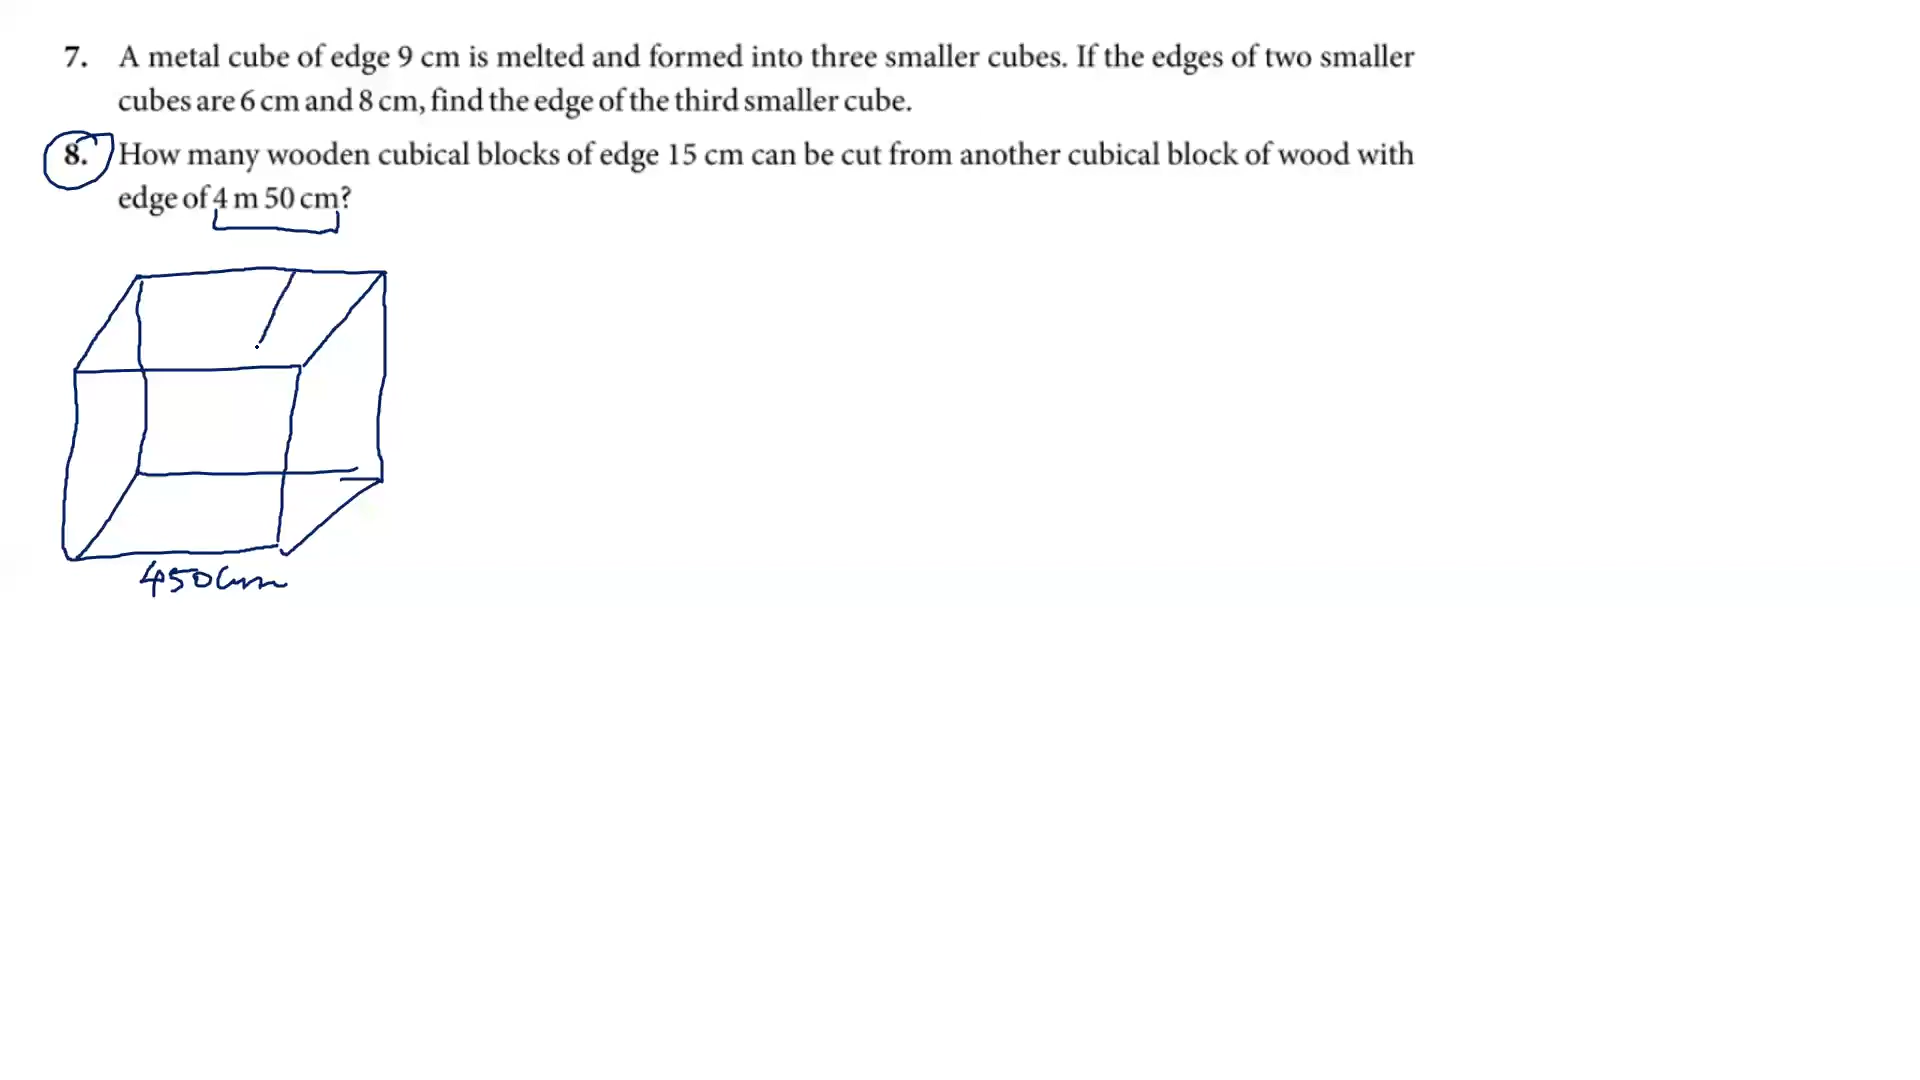 7. A metal cube of edge 9 cm is melted and formed into three smaller cubes. If the edges of two smaller
cubes are 6 cm and 8 cm, find the edge of the third smaller cube.
8. How many wooden cubical blocks of edge 15 cm can be cut from another cubical block of wood with
edge of 4 m 50 cm?
450cm